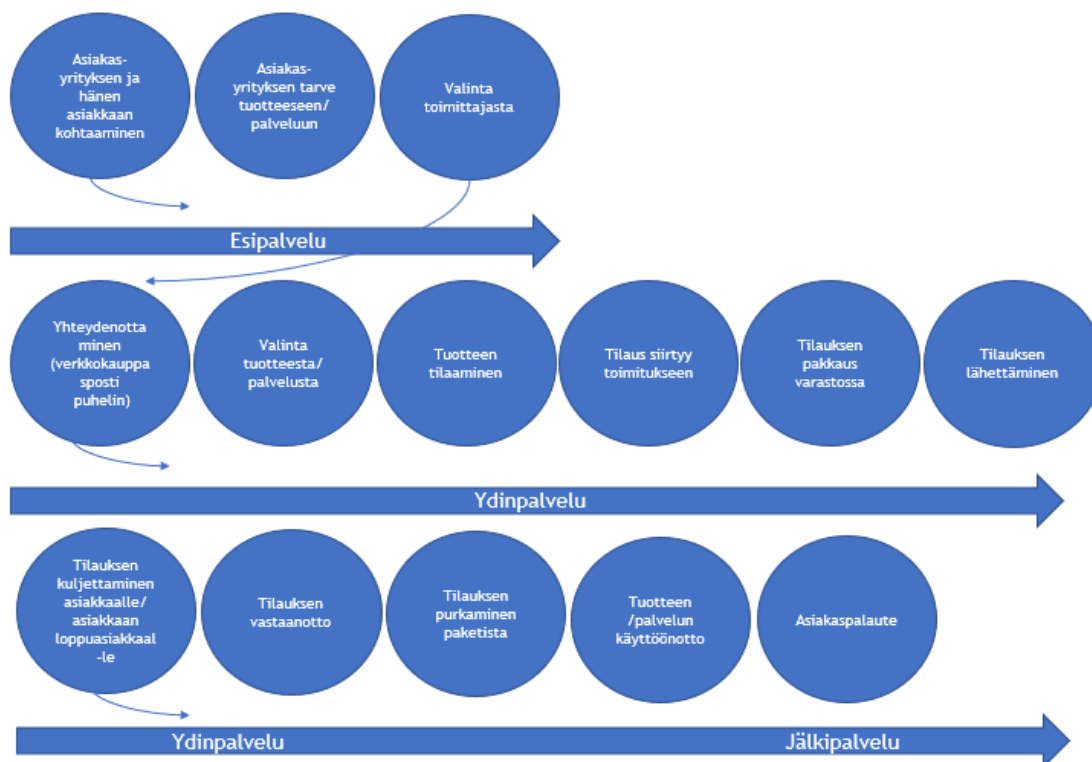 Asiakas-
yrityksen ja
hänen
asiakkaan
kohtaaminen
Asiakas-
yrityksen tarve
tuotteeseen/
palveluun
Valinta
toimittajasta
Esipalvelu
Yhteydenotta
minen
(verkkokauppa
sposti
puhelin)
Valinta
tuotteesta/
palvelusta
Tuotteen
tilaaminen
Tilaus siirtyy
toimitukseen
Tilauksen
pakkaus
varastossa
Tilauksen
lähettäminen
Ydinpalvelu
Tilauksen
kuljettaminen
asiakkaalle/
asiakkaan
loppuasiakkaal
-le
Tilauksen
vastaanotto
Tilauksen
purkaminen
paketista
Tuotteen
/palvelun
käyttöönotto
Asiakaspalaute
Ydinpalvelu
Jälkipalvelu